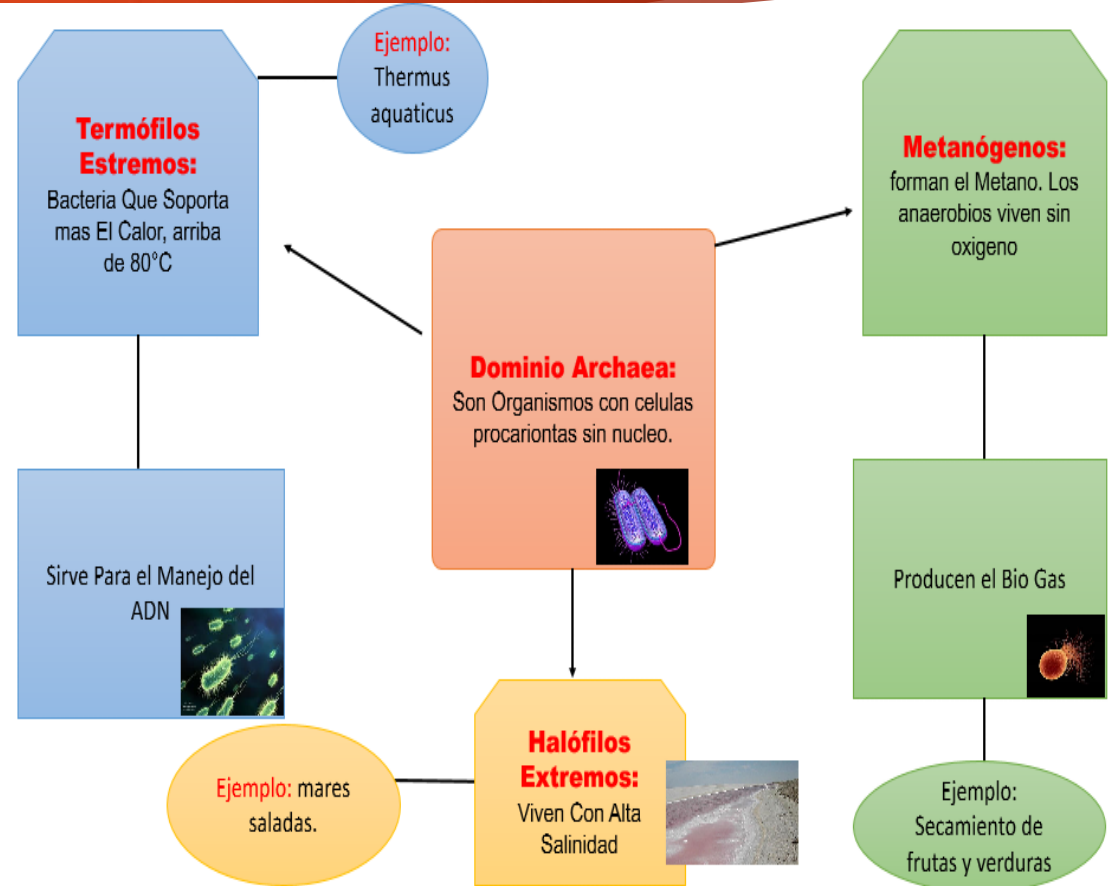 Ejemplo:
Thermus
aquaticus
Termófilos
Estremos:
Bacteria Que Soporta
mas El Calor, arriba
de 80°C
Metanógenos:
forman el Metano. Los
anaerobios viven sin
oxigeno
Dominio Archaea:
Son Organismos con celulas
procariontas sin nucleo.
Sirve Para el Manejo del
ADN
Producen el Bio Gas
Halófilos
Extremos:
Viven Con Alta
Salinidad
Ejemplo: mares
saladas.
Ejemplo:
Secamiento de
frutas y verduras